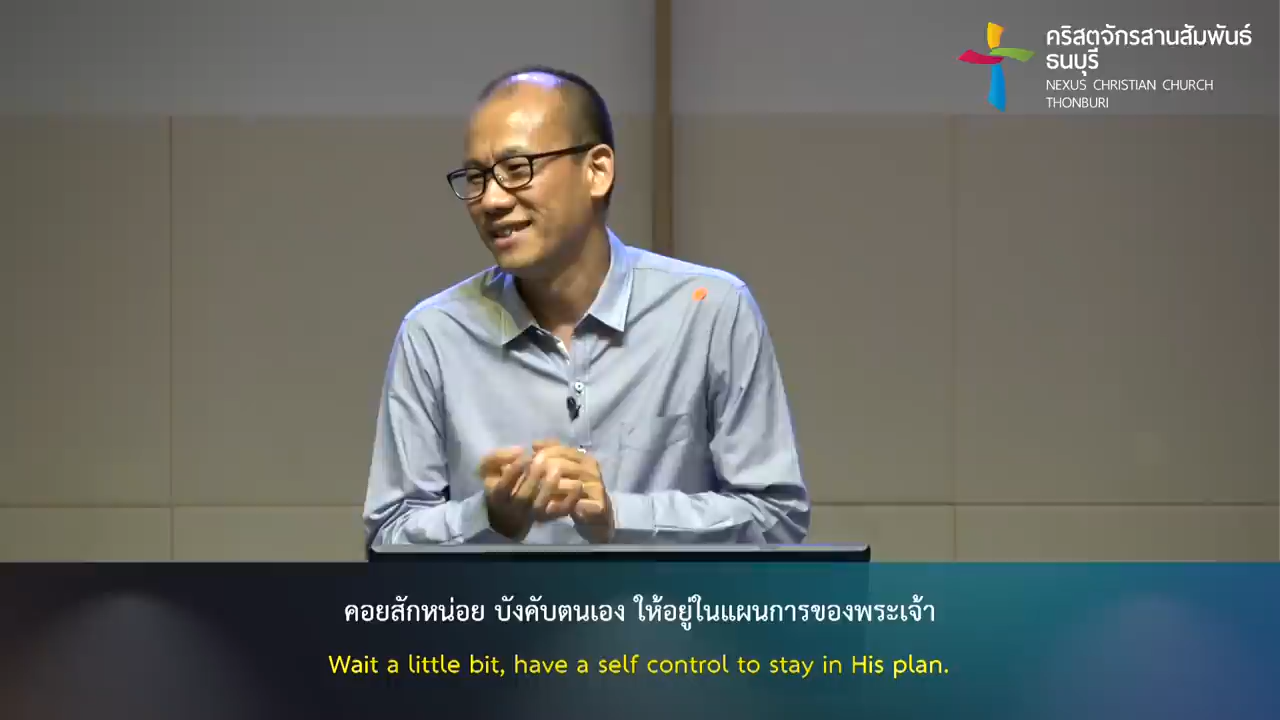 คริสตจักรสานสัมพันธ์
ธนบุรี
NEXUS CHRISTIAN CHURCH
THONBURI
คอยสักหน่อย บังคับตนเอง ให้อยู่ในแผนการของพระเจ้า
Wait a little bit, have a self control to stay in His plan.